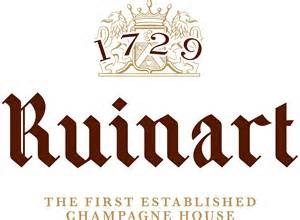 1729
Ruinart
THE FIRST ESTABLISHED
CHAMPAGNE HOUSE